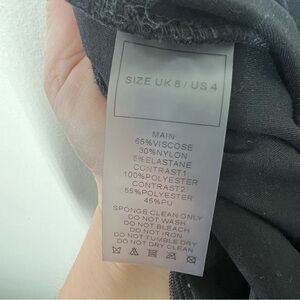 SIZE UK 8 / US 4
MAIN:
65%VISCOSE
30%NYLON
5%ELASTANE
CONTRAST1:
100%POLYESTER
CONTRAST2:
55%POLYESTER
45%PU
SPONGE CLEAN ONLY
DO NOT WASH
DO NOT BLEACH
DO NOT IRON
DO NOT TUMBLE DRY
DO NOT DRY CLEAN